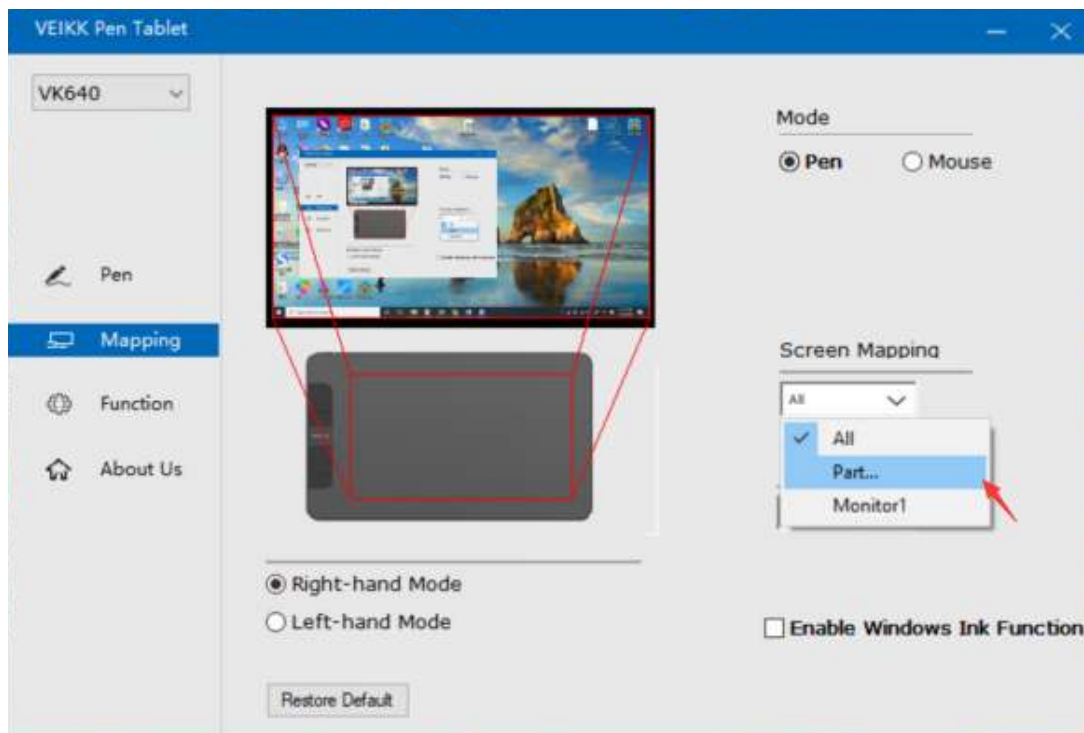 VEIKK Pen Tablet
VK640
Mode
Pen
Mouse
Pen
Mapping
Function
About Us
Screen Mapping
All
All
Part...
Monitor1
Right-hand Mode
Left-hand Mode
Enable Windows Ink Function
Restore Default